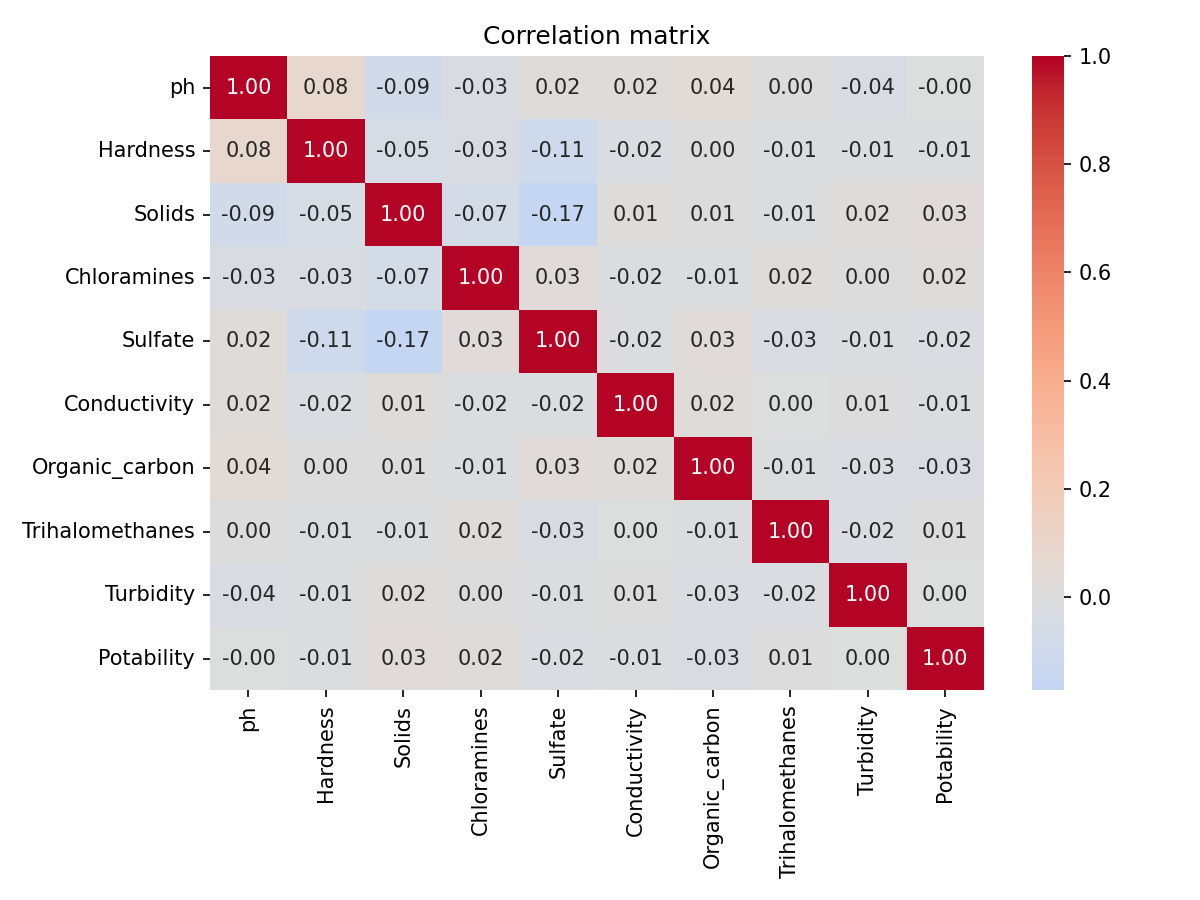 Correlation matrix
ph 1.00 0.08 -0.09 -0.03 0.02 0.02 0.04 0.00 -0.04 -0.00
Hardness 0.08 1.00 -0.05 -0.03 -0.11 -0.02 0.00 -0.01 -0.01 -0.01
Solids -0.09 -0.05 1.00 -0.07 -0.17 0.01 0.01 -0.01 0.02 0.03
Chloramines -0.03 -0.03 -0.07 1.00 0.03 -0.02 -0.01 0.02 0.00 0.02
Sulfate 0.02 -0.11 -0.17 0.03 1.00 -0.02 0.03 -0.03 -0.01 -0.02
Conductivity 0.02 -0.02 0.01 -0.02 -0.02 1.00 0.02 0.00 0.01 -0.01
Organic_carbon 0.04 0.00 0.01 -0.01 0.03 0.02 1.00 -0.01 -0.03 -0.03
Trihalomethanes 0.00 -0.01 -0.01 0.02 -0.03 0.00 -0.01 1.00 -0.02 0.01
Turbidity -0.04 -0.01 0.02 0.00 -0.01 0.01 -0.03 -0.02 1.00 0.00
Potability -0.00 -0.01 0.03 0.02 -0.02 -0.01 -0.03 0.01 0.00 1.00
ph
Hardness
Solids
Chloramines
Sulfate
Conductivity
Organic_carbon
Trihalomethanes
Turbidity
Potability
1.0
0.8
0.6
0.4
0.2
0.0